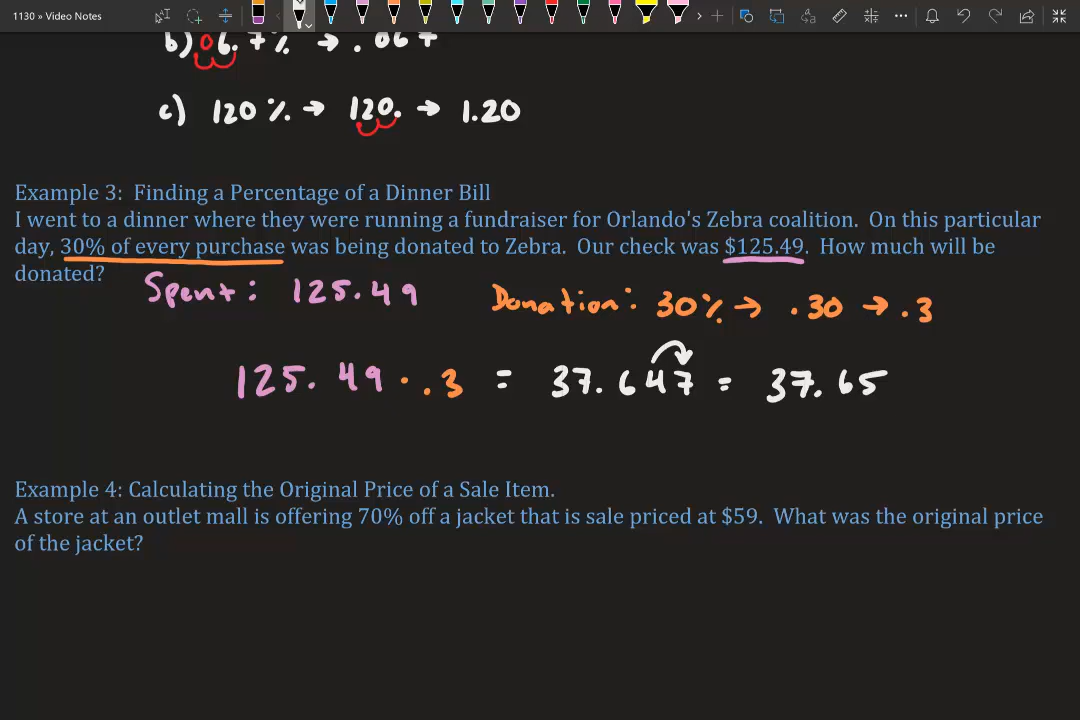 1130 » Video Notes
b) 06.7% → .067
c) 120% → 120. → 1.20
Example 3: Finding a Percentage of a Dinner Bill
I went to a dinner where they were running a fundraiser for Orlando's Zebra coalition. On this particular
day, 30% of every purchase was being donated to Zebra. Our check was $125.49. How much will be
donated?
Spent: 125.49
Donation: 30% → .30 → .3
125.49 · .3 = 37.647 = 37.65
Example 4: Calculating the Original Price of a Sale Item.
A store at an outlet mall is offering 70% off a jacket that is sale priced at $59. What was the original price
of the jacket?